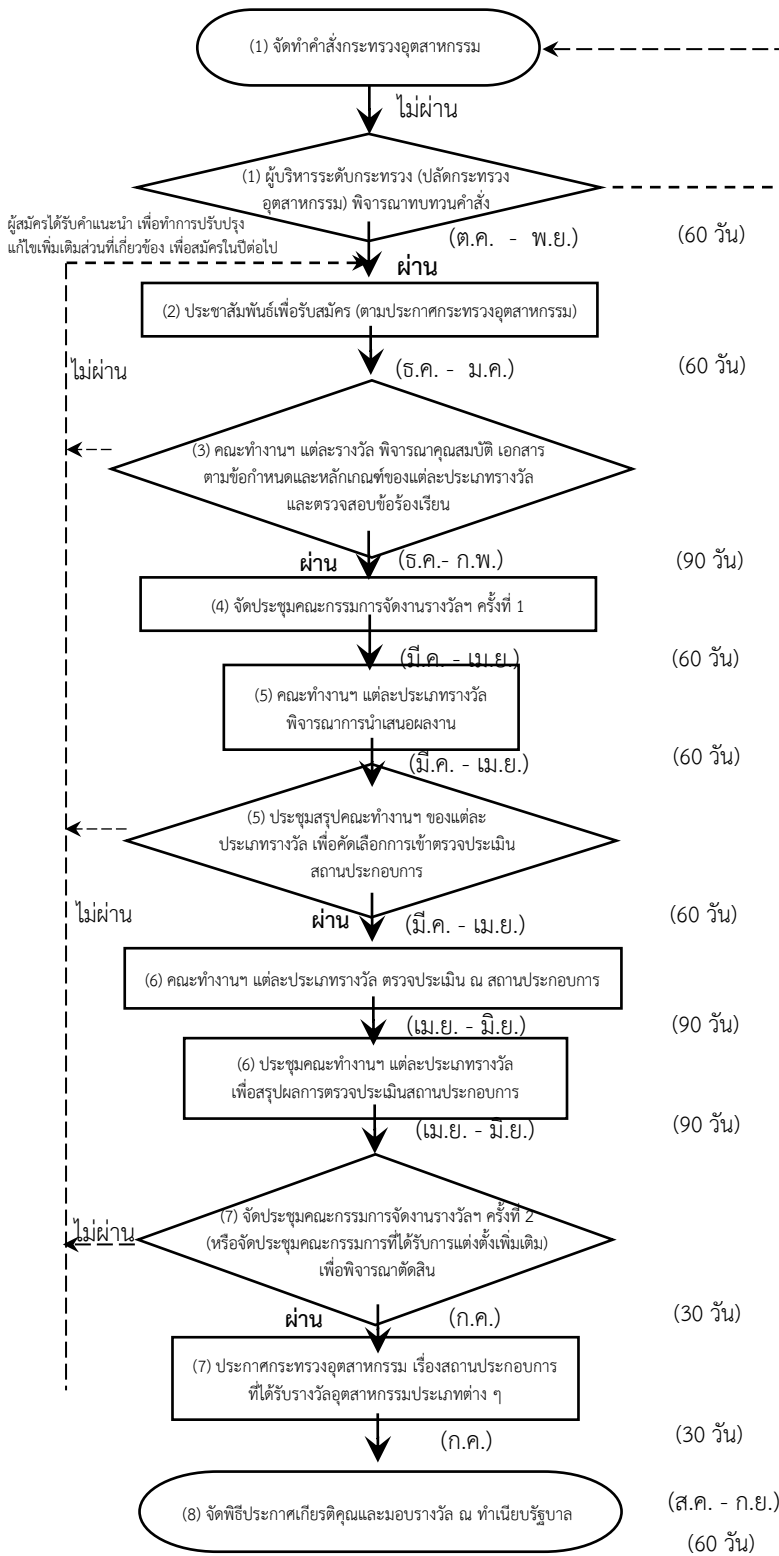 (1) จัดทำคำสั่งกระทรวงอุตสาหกรรม
ไม่ผ่าน
(1) ผู้บริหารระดับกระทรวง (ปลัดกระทรวง
อุตสาหกรรม) พิจารณาทบทวนคำสั่ง
ผู้สมัครได้รับคำแนะนำ เพื่อทำการปรับปรุง
แก้ไขเพิ่มเติมส่วนที่เกี่ยวข้อง เพื่อสมัครในปีต่อไป
(ต.ค. - พ.ย.) (60 วัน)
ผ่าน
(2) ประชาสัมพันธ์เพื่อรับสมัคร (ตามประกาศกระทรวงอุตสาหกรรม)
ไม่ผ่าน
(ธ.ค. - ม.ค.) (60 วัน)
(3) คณะทำงานฯ แต่ละรางวัล พิจารณาคุณสมบัติ เอกสาร
ตามข้อกำหนดและหลักเกณฑ์ของแต่ละประเภทรางวัล
และตรวจสอบข้อร้องเรียน
ผ่าน (ธ.ค.- ก.พ.) (90 วัน)
(4) จัดประชุมคณะกรรมการจัดงานรางวัลฯ ครั้งที่ 1
(มี.ค. - เม.ย.) (60 วัน)
(5) คณะทำงานฯ แต่ละประเภทรางวัล
พิจารณาการนำเสนอผลงาน
(มี.ค. - เม.ย.) (60 วัน)
(5) ประชุมสรุปคณะทำงานฯ ของแต่ละ
ประเภทรางวัล เพื่อคัดเลือกการเข้าตรวจประเมิน
สถานประกอบการ
ไม่ผ่าน
ผ่าน (มี.ค. - เม.ย.) (60 วัน)
(6) คณะทำงานฯ แต่ละประเภทรางวัล ตรวจประเมิน ณ สถานประกอบการ
(เม.ย. - มิ.ย.) (90 วัน)
(6) ประชุมคณะทำงานฯ แต่ละประเภทรางวัล
เพื่อสรุปผลการตรวจประเมินสถานประกอบการ
(เม.ย. - มิ.ย.) (90 วัน)
ไม่ผ่าน
(7) จัดประชุมคณะกรรมการจัดงานรางวัลฯ ครั้งที่ 2
(หรือจัดประชุมคณะกรรมการที่ได้รับการแต่งตั้งเพิ่มเติม)
เพื่อพิจารณาตัดสิน
ผ่าน (ก.ค.) (30 วัน)
(7) ประกาศกระทรวงอุตสาหกรรม เรื่องสถานประกอบการ
ที่ได้รับรางวัลอุตสาหกรรมประเภทต่าง ๆ
(ก.ค.) (30 วัน)
(8) จัดพิธีประกาศเกียรติคุณและมอบรางวัล ณ ทำเนียบรัฐบาล
(ส.ค. - ก.ย.)
(60 วัน)